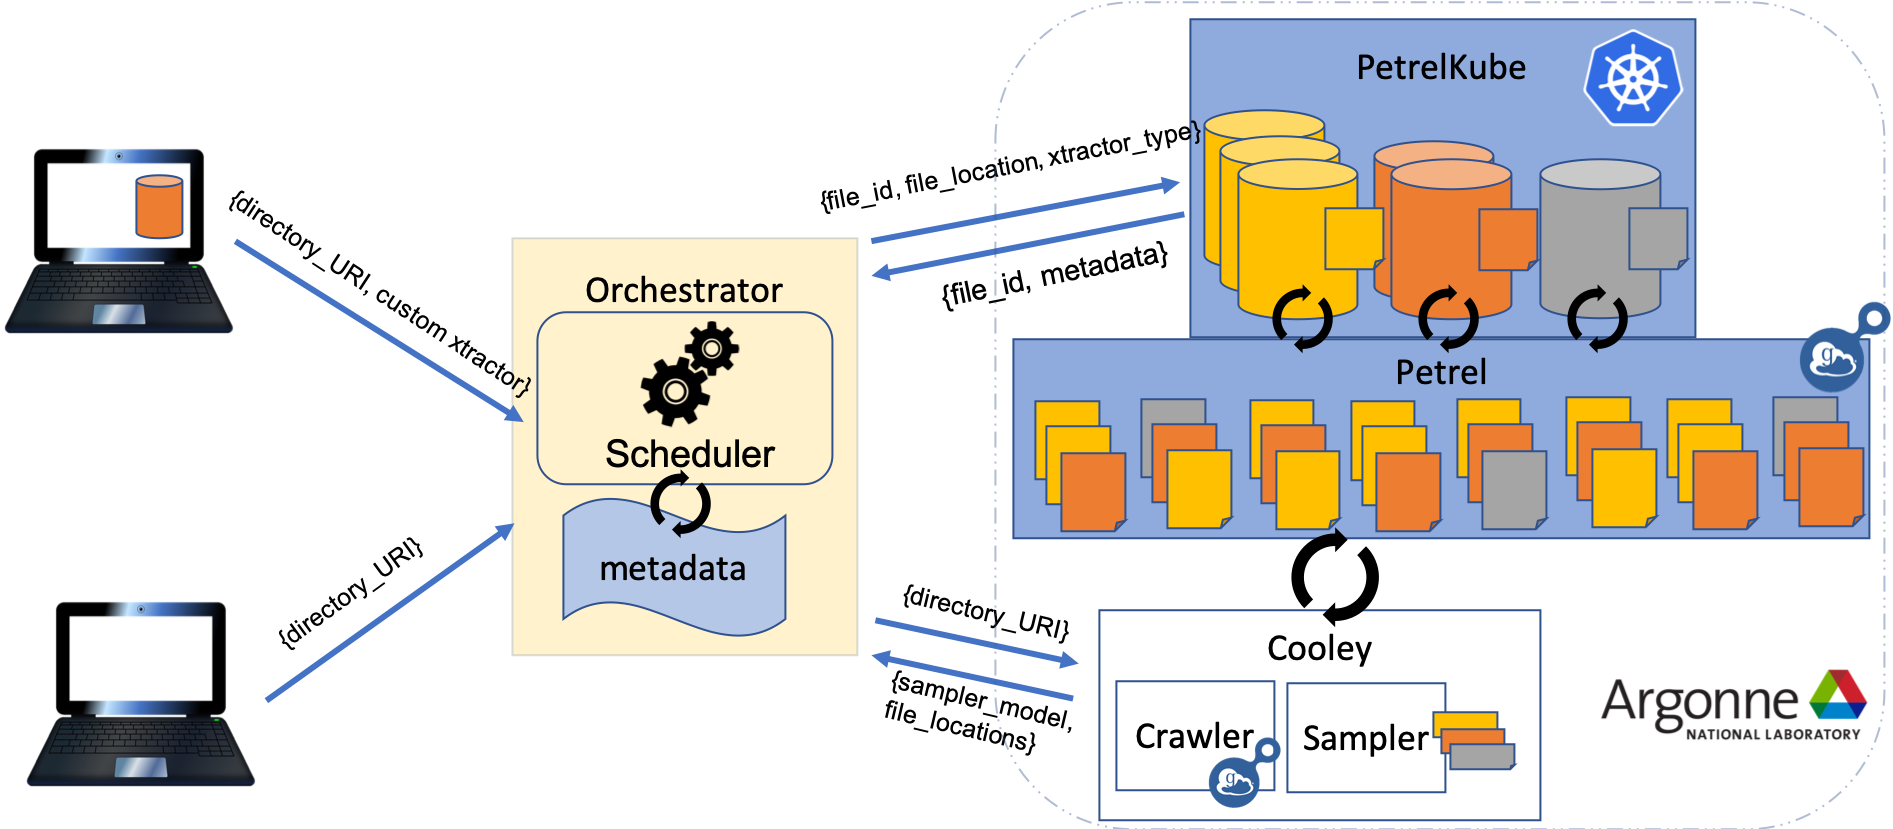 PetrelKube
{file_id, file_location, xtractor_type}
{directory_URI, custom xtractor}
{file_id, metadata}
Orchestrator
Scheduler
metadata
Petrel
g
{directory_URI}
{directory_URI}
{sampler_model,
file_locations}
Cooley
Crawler
g
Sampler
Argonne
NATIONAL LABORATORY